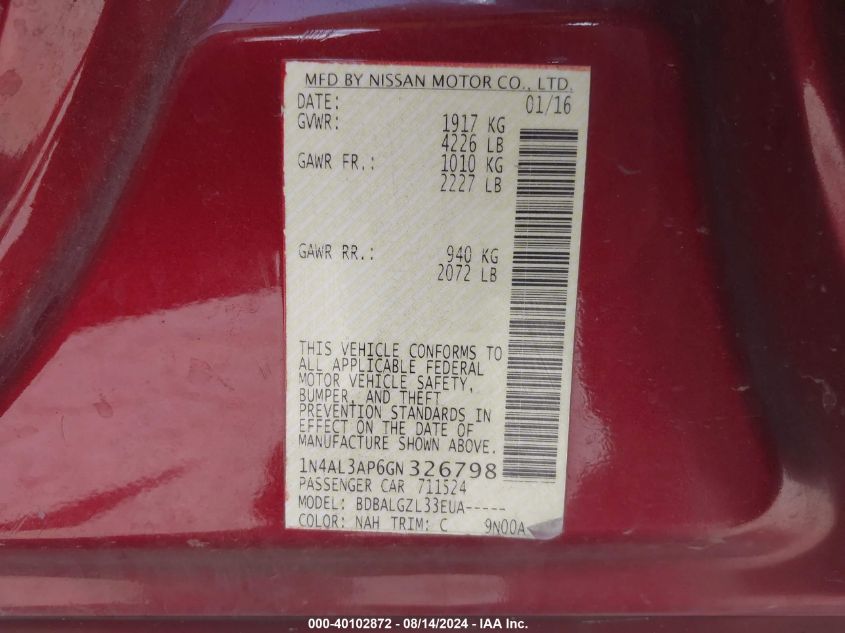 MFD BY NISSAN MOTOR CO., LTD.
DATE: 01/16
GVWR: 1917 KG
4226 LB
GAWR FR.: 1010 KG
2227 LB
GAWR RR.: 940 KG
2072 LB
THIS VEHICLE CONFORMS TO
ALL APPLICABLE FEDERAL
MOTOR VEHICLE SAFETY,
BUMPER, AND THEFT
PREVENTION STANDARDS IN
EFFECT ON THE DATE OF
MANUFACTURE SHOWN ABOVE.
1N4AL3AP6GN326798
PASSENGER CAR 711524
MODEL: BDBALGZL33EUA-----
COLOR: NAH TRIM: C 9N00A
000-40102872 - 08/14/2024 - IAA Inc.